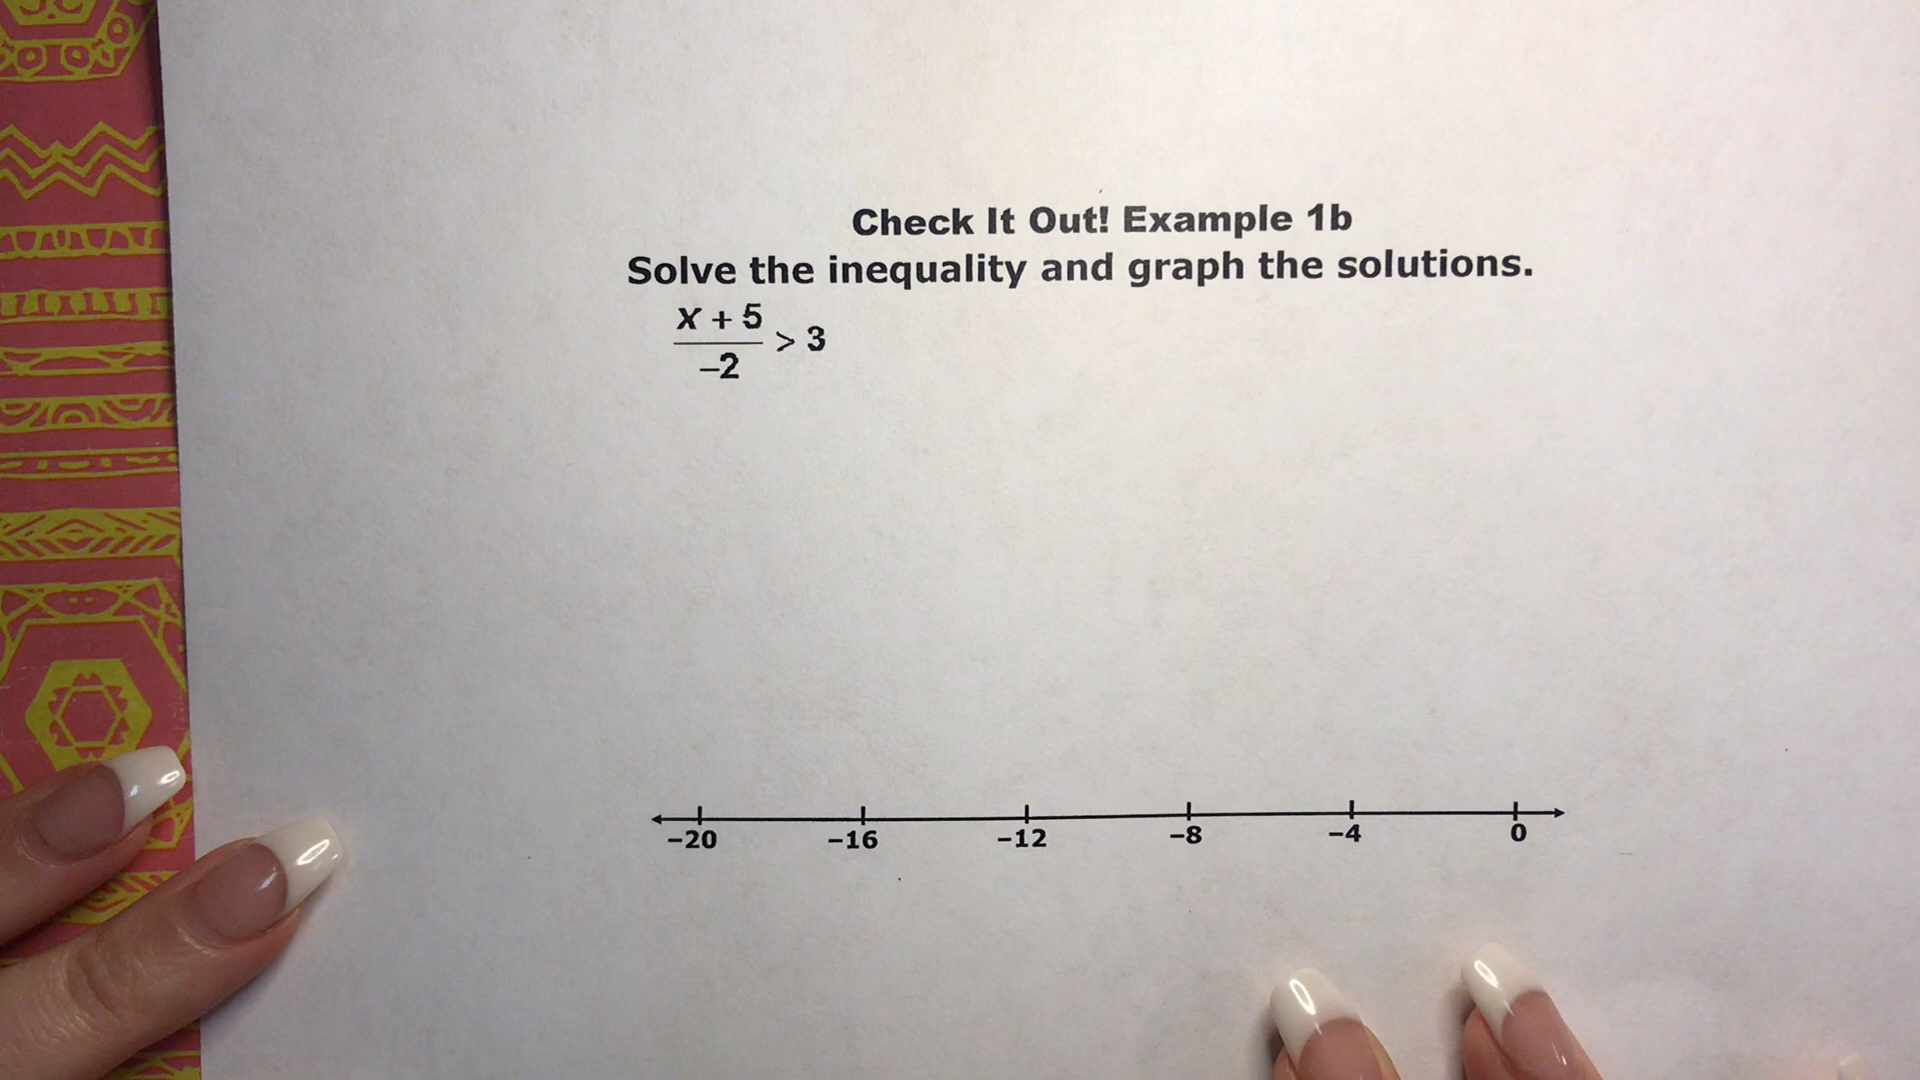 Check It Out! Example 1b
Solve the inequality and graph the solutions.
x + 5
> 3
–2
–20 –16 –12 –8 –4 0